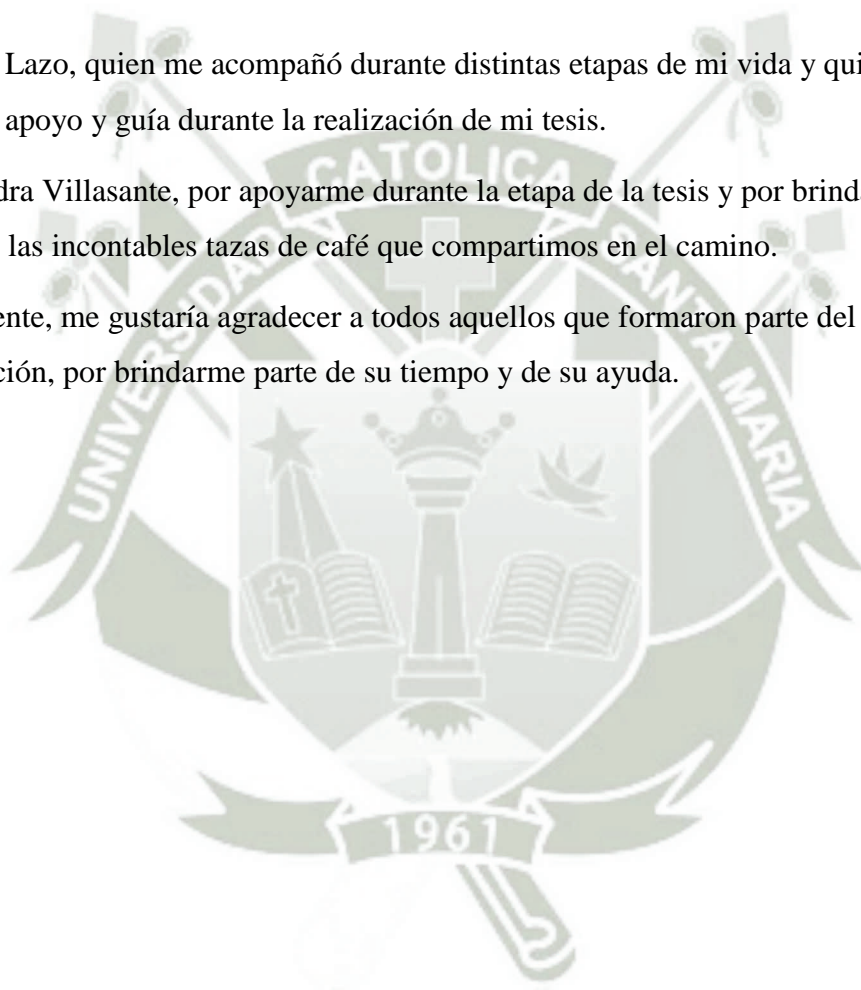 Lazo, quien me acompañó durante distintas etapas de mi vida y qui
apoyo y guía durante la realización de mi tesis.
dra Villasante, por apoyarme durante la etapa de la tesis y por brinda
las incontables tazas de café que compartimos en el camino.
ente, me gustaría agradecer a todos aquellos que formaron parte del
ción, por brindarme parte de su tiempo y de su ayuda.
UNIVERSIDAD CATOLICA SANTA MARIA
1961